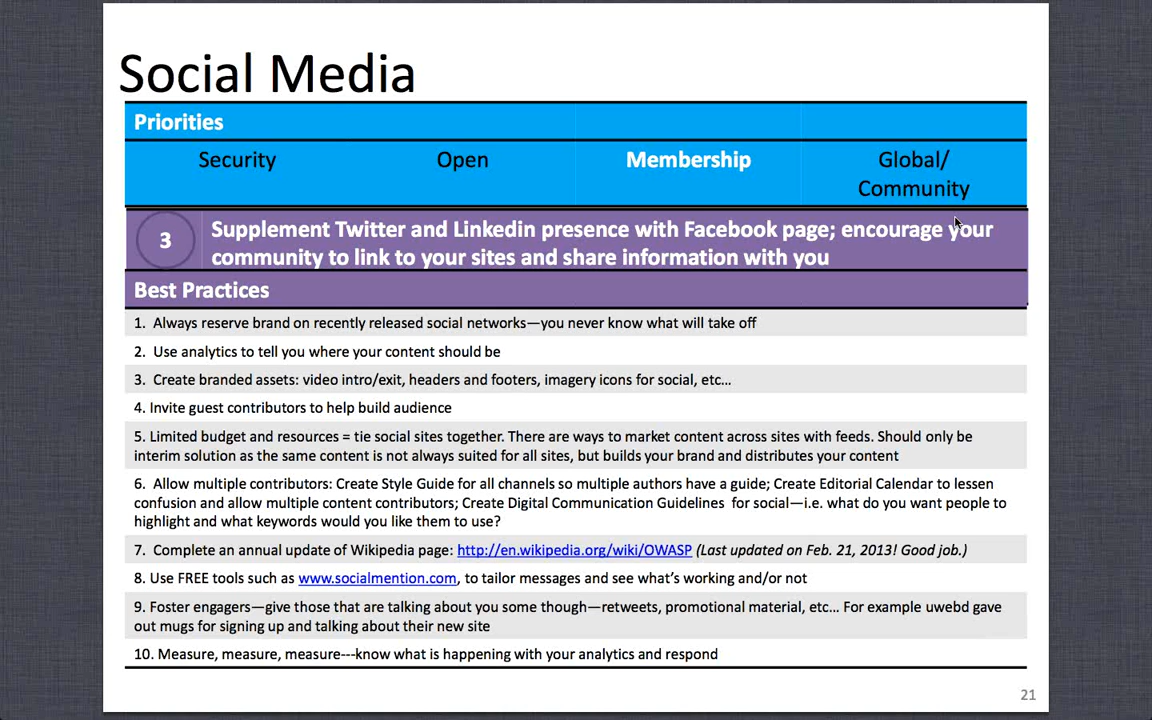 Social Media
Priorities
Security Open Membership Global/
Community
3 Supplement Twitter and Linkedin presence with Facebook page; encourage your
community to link to your sites and share information with you
Best Practices
1. Always reserve brand on recently released social networks—you never know what will take off
2. Use analytics to tell you where your content should be
3. Create branded assets: video intro/exit, headers and footers, imagery icons for social, etc...
4. Invite guest contributors to help build audience
5. Limited budget and resources = tie social sites together. There are ways to market content across sites with feeds. Should only be
interim solution as the same content is not always suited for all sites, but builds your brand and distributes your content
6. Allow multiple contributors: Create Style Guide for all channels so multiple authors have a guide; Create Editorial Calendar to lessen
confusion and allow multiple content contributors; Create Digital Communication Guidelines for social—i.e. what do you want people to
highlight and what keywords would you like them to use?
7. Complete an annual update of Wikipedia page: http://en.wikipedia.org/wiki/OWASP (Last updated on Feb. 21, 2013! Good job.)
8. Use FREE tools such as www.socialmention.com, to tailor messages and see what's working and/or not
9. Foster engagers—give those that are talking about you some though—retweets, promotional material, etc... For example uwebd gave
out mugs for signing up and talking about their new site
10. Measure, measure, measure---know what is happening with your analytics and respond
21